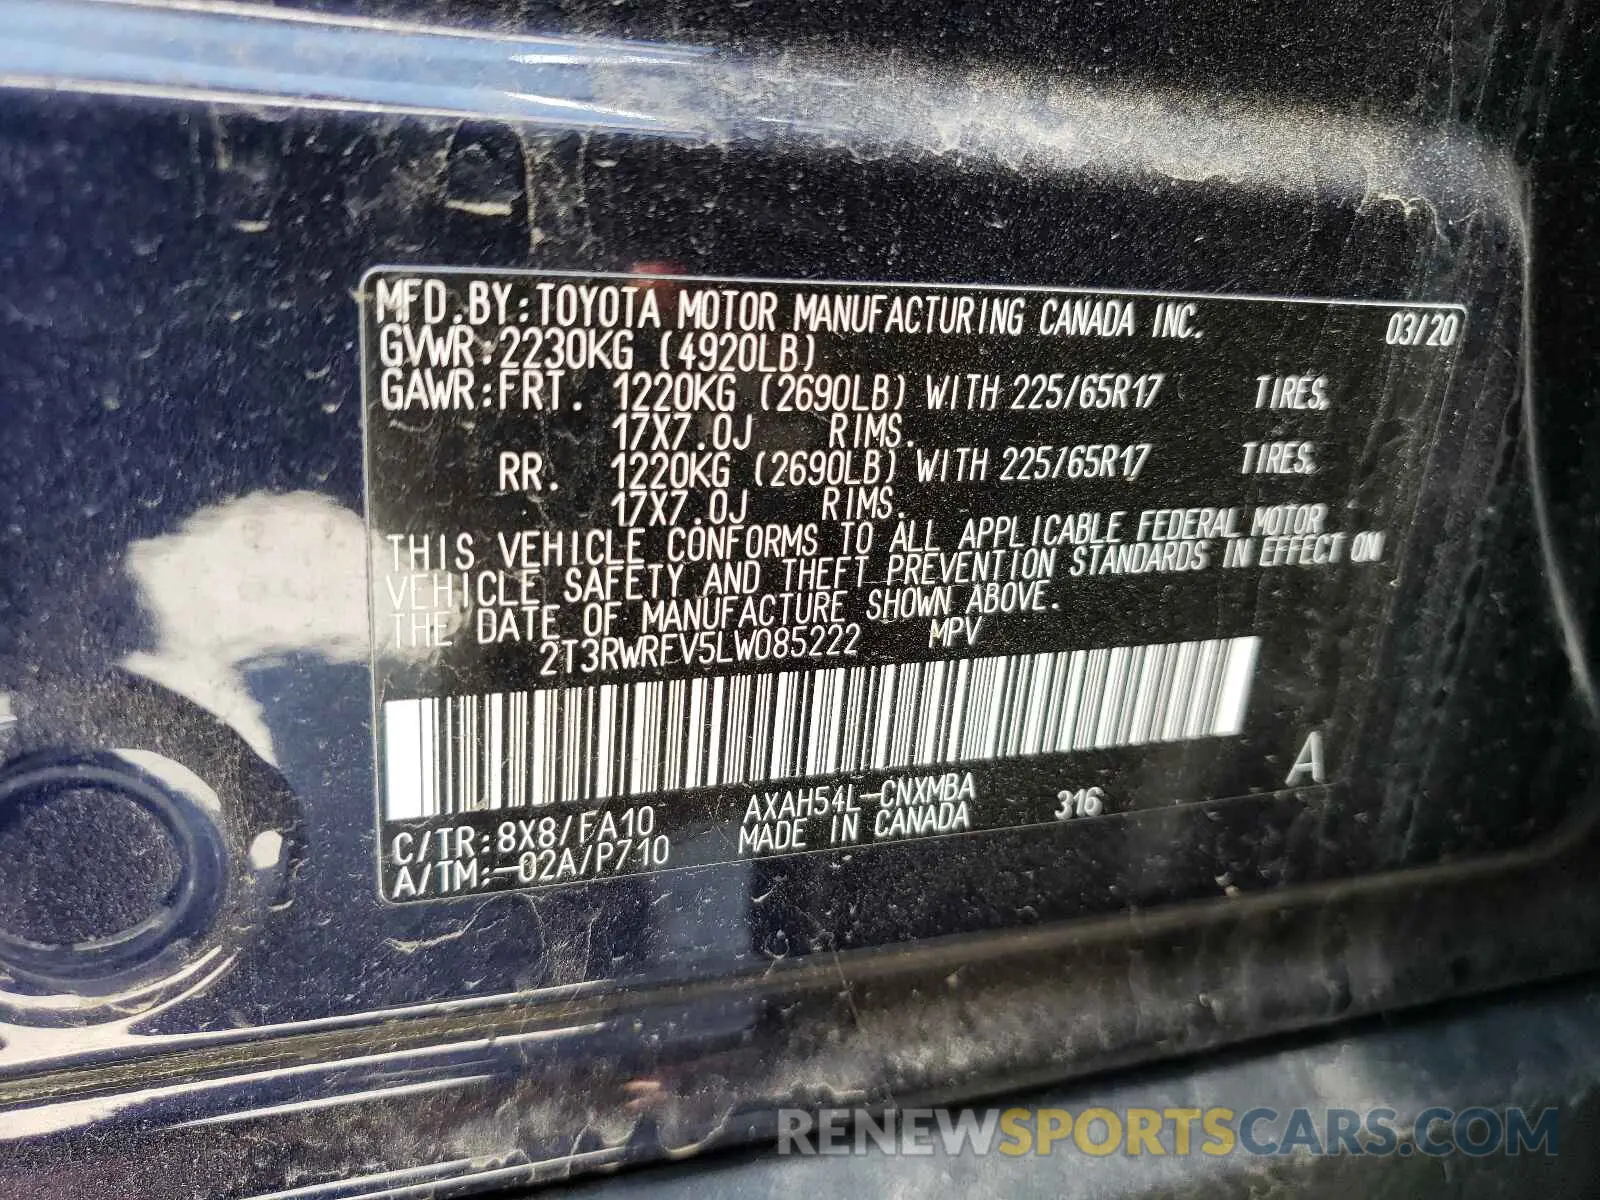 MFD.BY:TOYOTA MOTOR MANUFACTURING CANADA INC. 03/20
GVWR:2230KG (4920LB)
GAWR:FRT. 1220KG (2690LB) WITH 225/65R17 TIRES,
17X7.0J RIMS.
RR. 1220KG (2690LB) WITH 225/65R17 TIRES,
17X7.0J RIMS.
THIS VEHICLE CONFORMS TO ALL APPLICABLE FEDERAL MOTOR
VEHICLE SAFETY AND THEFT PREVENTION STANDARDS IN EFFECT ON
THE DATE OF MANUFACTURE SHOWN ABOVE.
2T3RWRFV5LW085222 MPV
A
C/TR:8X8/FA10 AXAH54L-CNXMBA 316
A/TM:-02A/P710 MADE IN CANADA
RENEWSPORTSCARS.COM